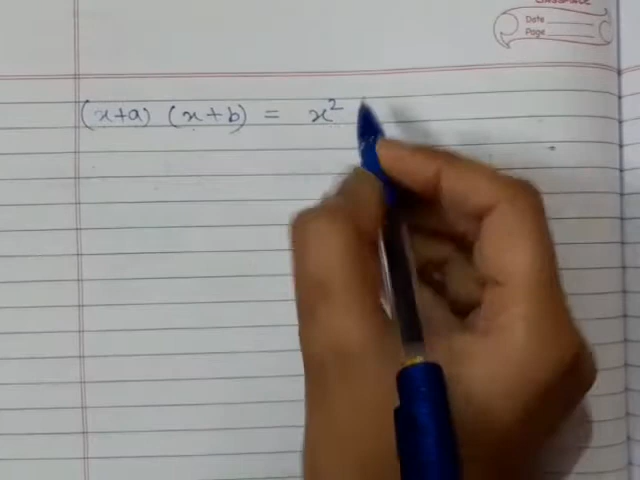 Date
Page
(x+a) (x+b) = x²